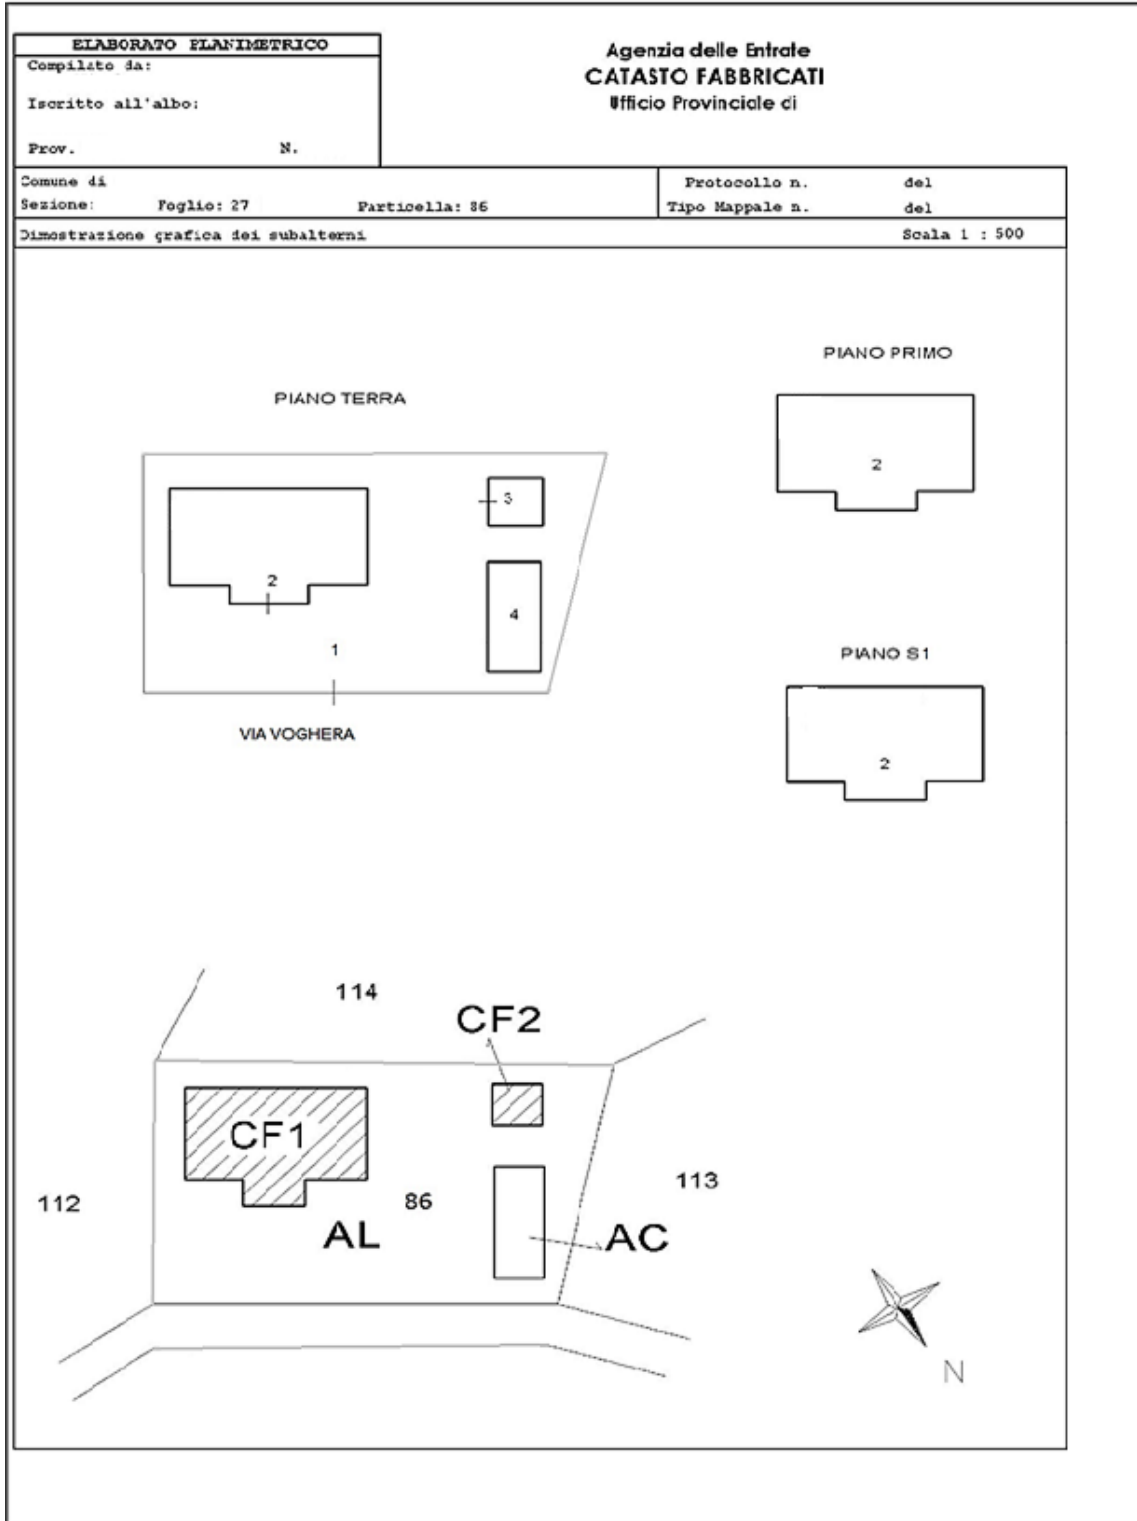 ELABORATO PLANIMETRICO
Compilato da:
Iscritto all'albo:
Prov. N.
Agenzia delle Entrate
CATASTO FABBRICATI
Ufficio Provinciale di
Comune di
Sezione: Foglio: 27 Particella: 86
Protocollo n. del
Tipo Mappale n. del
Dimostrazione grafica dei subalterni Scala 1 : 500
PIANO PRIMO
2
PIANO TERRA
3
2
4
1
VIA VOGHERA
PIANO S1
2
114
CF2
CF1
112
86
113
AL
AC
N